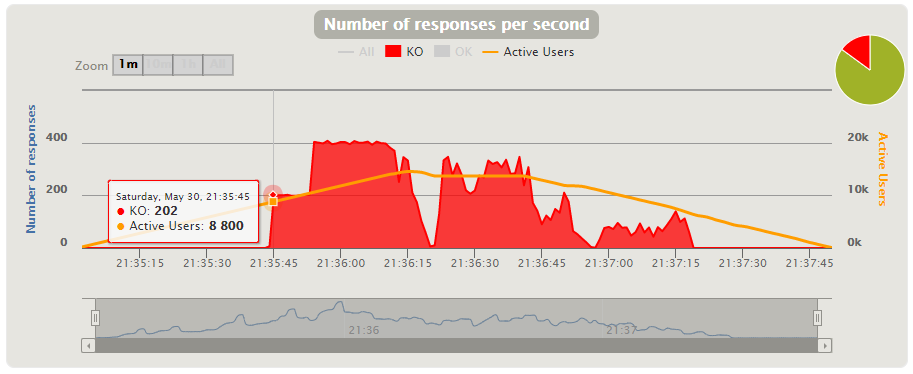 Number of responses per second
All KO OK Active Users
Zoom 1m 10m 1h All
Number of responses
400
200
0
20k
10k
0k
Active Users
Saturday, May 30, 21:35:45
KO: 202
Active Users: 8 800
21:35:15 21:35:30 21:35:45 21:36:00 21:36:15 21:36:30 21:36:45 21:37:00 21:37:15 21:37:30 21:37:45
21:36 21:37